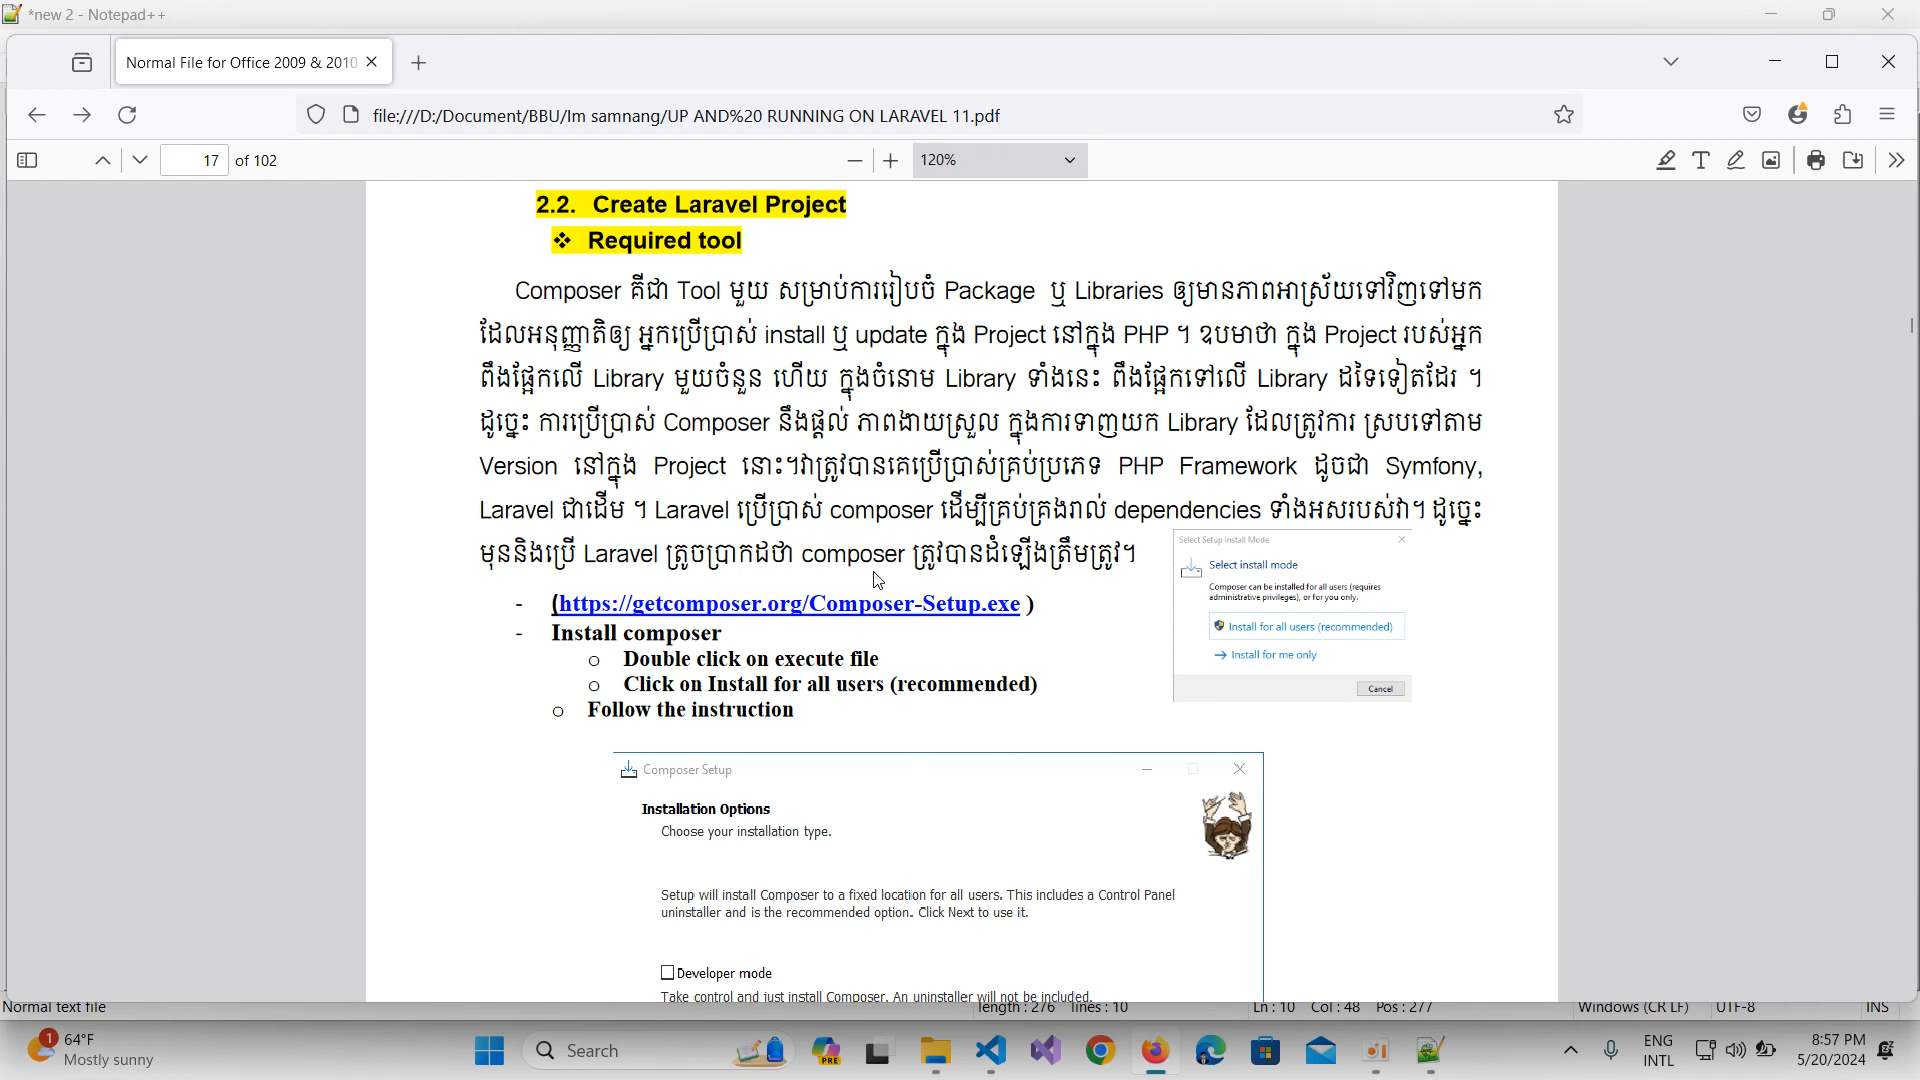 *new 2 - Notepad++
Normal File for Office 2009 & 2010
file:///D:/Document/BBU/Im samnang/UP AND%20 RUNNING ON LARAVEL 11.pdf
17 of 102
120%
2.2. Create Laravel Project
❖ Required tool
Composer គឺជា Tool មួយ សម្រាប់ការរៀបចំ Package ឬ Libraries ឲ្យមានភាពអាស្រ័យទៅវិញទៅមក
ដែលអនុញ្ញាតិឲ្យ អ្នកប្រើប្រាស់ install ឬ update ក្នុង Project នៅក្នុង PHP ។ ឧបមាថា ក្នុង Project របស់អ្នក
ពឹងផ្អែកលើ Library មួយចំនួន ហើយ ក្នុងចំនោម Library ទាំងនេះ ពឹងផ្អែកទៅលើ Library ដទៃទៀតដែរ ។
ដូច្នេះ ការប្រើប្រាស់ Composer នឹងផ្តល់ ភាពងាយស្រួល ក្នុងការទាញយក Library ដែលត្រូវការ ស្របទៅតាម
Version នៅក្នុង Project នោះ។វាត្រូវបានគេប្រើប្រាស់គ្រប់ប្រភេទ PHP Framework ដូចជា Symfony,
Laravel ជាដើម ។ Laravel ប្រើប្រាស់ composer ដើម្បីគ្រប់គ្រងរាល់ dependencies ទាំងអស់របស់វា។ ដូច្នេះ
មុននិងប្រើ Laravel ត្រូចប្រាកដថា composer ត្រូវបានដំឡើងត្រឹមត្រូវ។
- (https://getcomposer.org/Composer-Setup.exe )
- Install composer
o Double click on execute file
o Click on Install for all users (recommended)
o Follow the instruction
Select Setup Install Mode
Select install mode
Composer can be installed for all users (requires
administrative privileges), or for you only.
Install for all users (recommended)
Install for me only
Cancel
Composer Setup
Installation Options
Choose your installation type.
Setup will install Composer to a fixed location for all users. This includes a Control Panel
uninstaller and is the recommended option. Click Next to use it.
Developer mode
Take control and just install Composer. An uninstaller will not be included.
Normal text file length : 276 lines : 10 Ln : 10 Col : 48 Pos : 277 Windows (CR LF) UTF-8 INS
1 64°F
Mostly sunny
Search
PRE
ENG
INTL
8:57 PM
5/20/2024